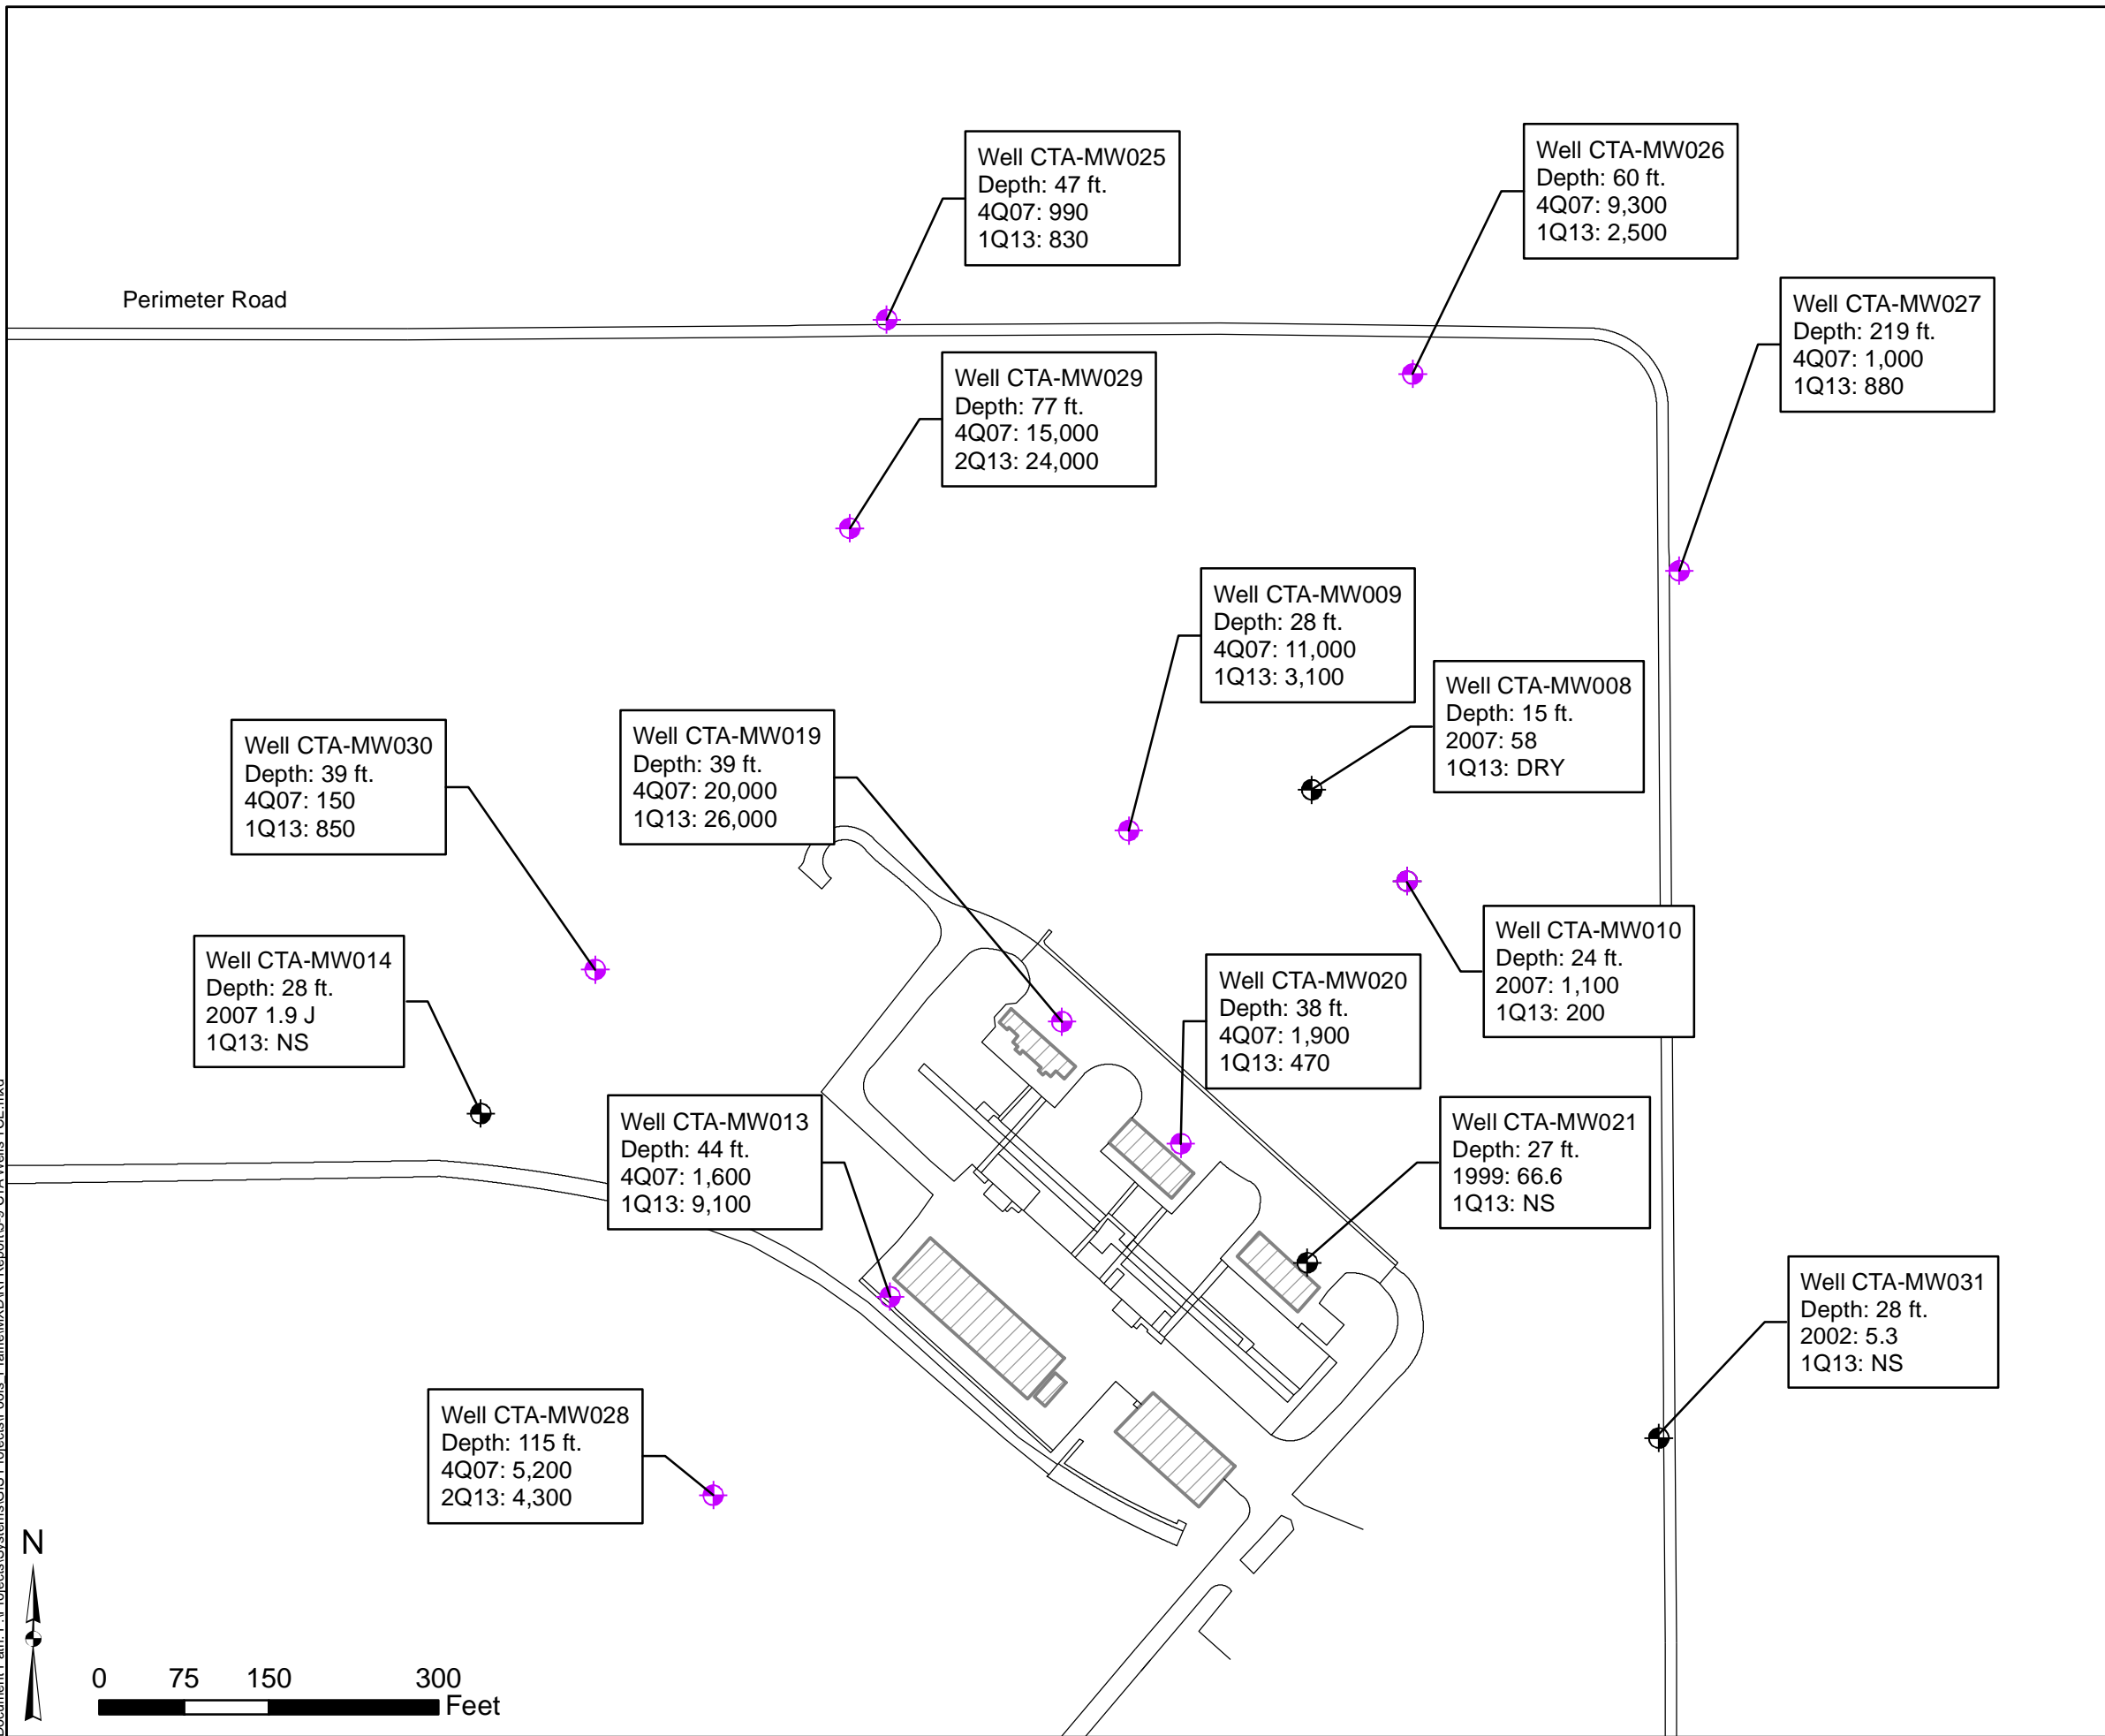 Well CTA-MW025
Depth: 47 ft.
4Q07: 990
1Q13: 830
Well CTA-MW026
Depth: 60 ft.
4Q07: 9,300
1Q13: 2,500
Perimeter Road
Well CTA-MW027
Depth: 219 ft.
4Q07: 1,000
1Q13: 880
Well CTA-MW029
Depth: 77 ft.
4Q07: 15,000
2Q13: 24,000
Well CTA-MW009
Depth: 28 ft.
4Q07: 11,000
1Q13: 3,100
Well CTA-MW008
Depth: 15 ft.
2007: 58
1Q13: DRY
Well CTA-MW030
Depth: 39 ft.
4Q07: 150
1Q13: 850
Well CTA-MW019
Depth: 39 ft.
4Q07: 20,000
1Q13: 26,000
Well CTA-MW014
Depth: 28 ft.
2007 1.9 J
1Q13: NS
Well CTA-MW010
Depth: 24 ft.
2007: 1,100
1Q13: 200
Well CTA-MW020
Depth: 38 ft.
4Q07: 1,900
1Q13: 470
Well CTA-MW013
Depth: 44 ft.
4Q07: 1,600
1Q13: 9,100
Well CTA-MW021
Depth: 27 ft.
1999: 66.6
1Q13: NS
Well CTA-MW031
Depth: 28 ft.
2002: 5.3
1Q13: NS
Well CTA-MW028
Depth: 115 ft.
4Q07: 5,200
2Q13: 4,300
N
0 75 150 300
Feet